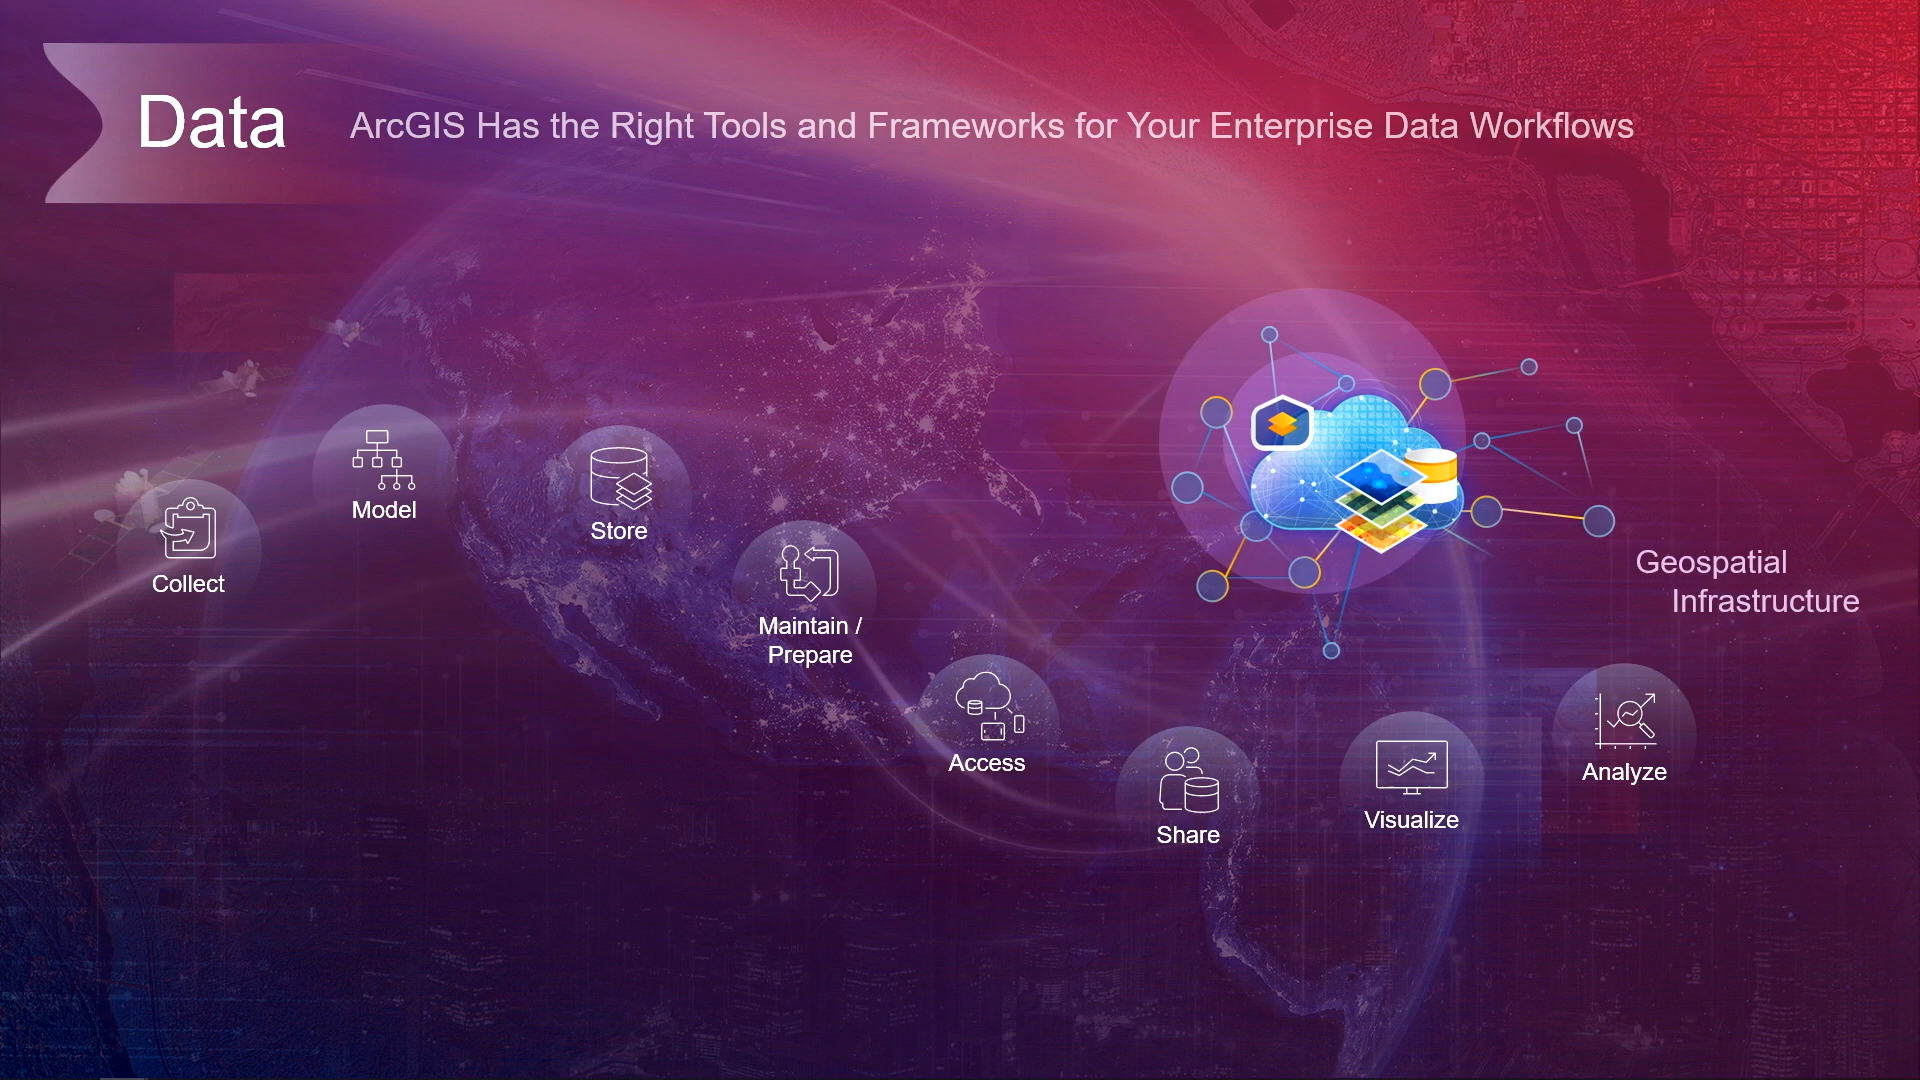 Data
ArcGIS Has the Right Tools and Frameworks for Your Enterprise Data Workflows
Collect
Model
Store
Maintain /
Prepare
Access
Share
Visualize
Analyze
Geospatial
Infrastructure